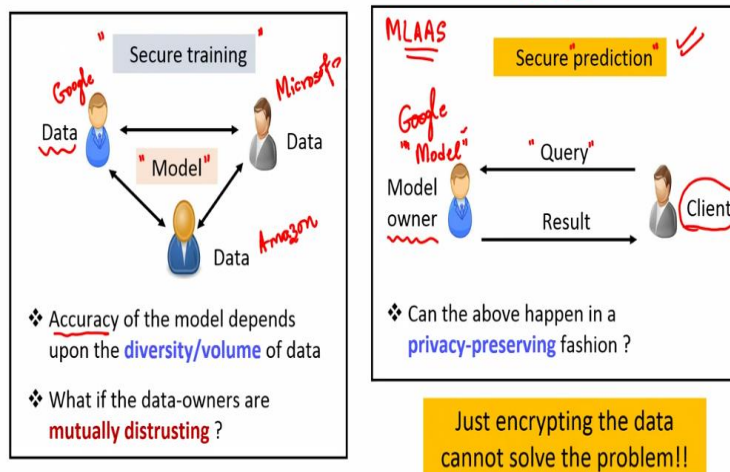 " Secure training "
Google
Microsoft
Data
Data
" Model "
Data
Amazon
❖ Accuracy of the model depends
upon the diversity/volume of data
❖ What if the data-owners are
mutually distrusting ?
MLAAS
Secure "prediction"
Google
"Model"
"Query"
Model
owner
Result
Client
❖ Can the above happen in a
privacy-preserving fashion ?
Just encrypting the data
cannot solve the problem!!